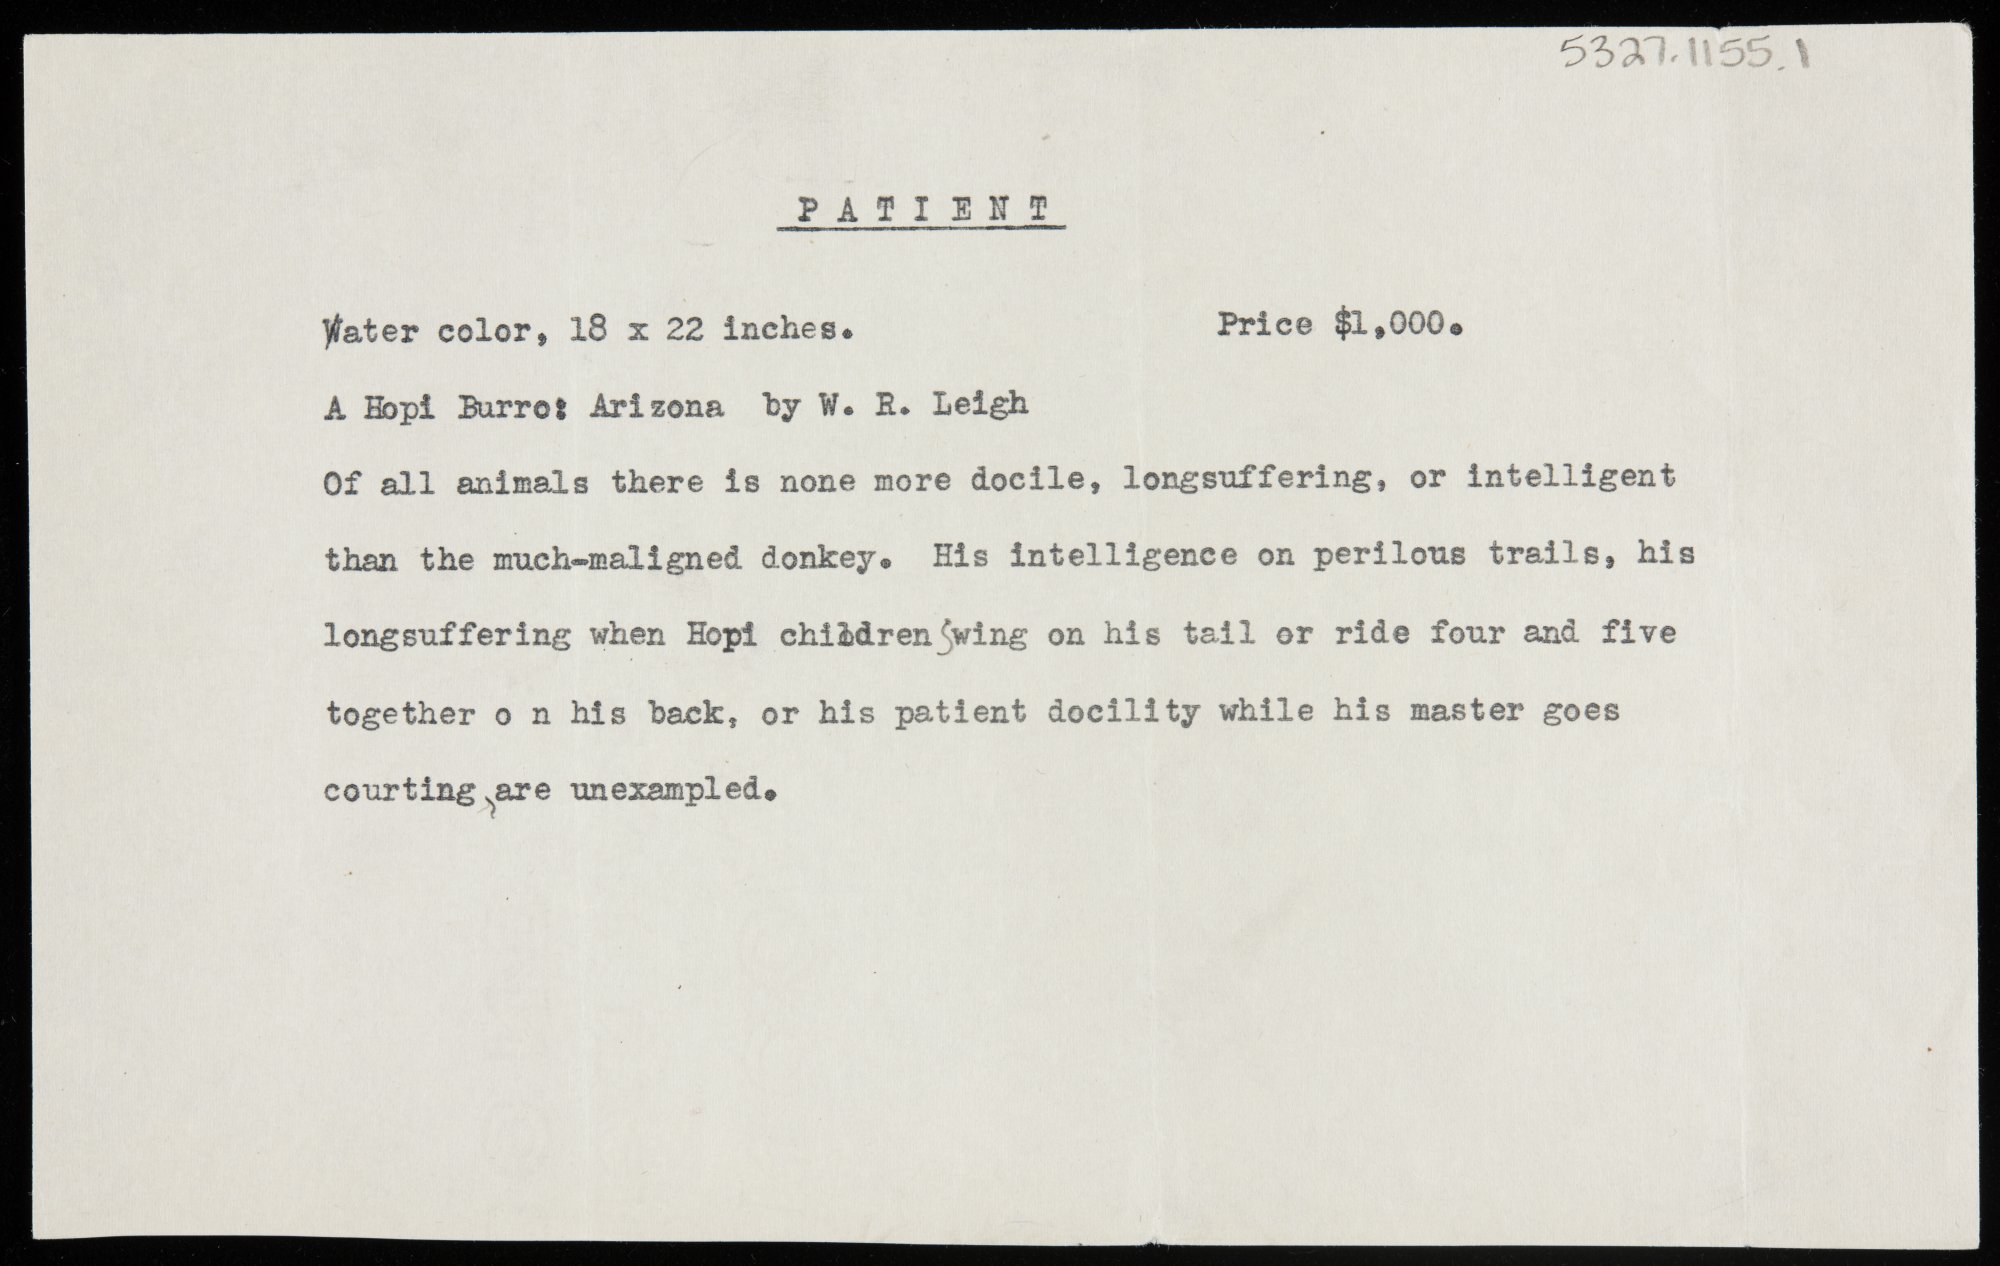 5327.1155.1
PATIENT
Water color, 18 x 22 inches. Price $1,000.
A Hopi Burro: Arizona by W. R. Leigh
Of all animals there is none more docile, longsuffering, or intelligent
than the much-maligned donkey. His intelligence on perilous trails, his
longsuffering when Hopi children swing on his tail or ride four and five
together o n his back, or his patient docility while his master goes
courting, are unexampled.